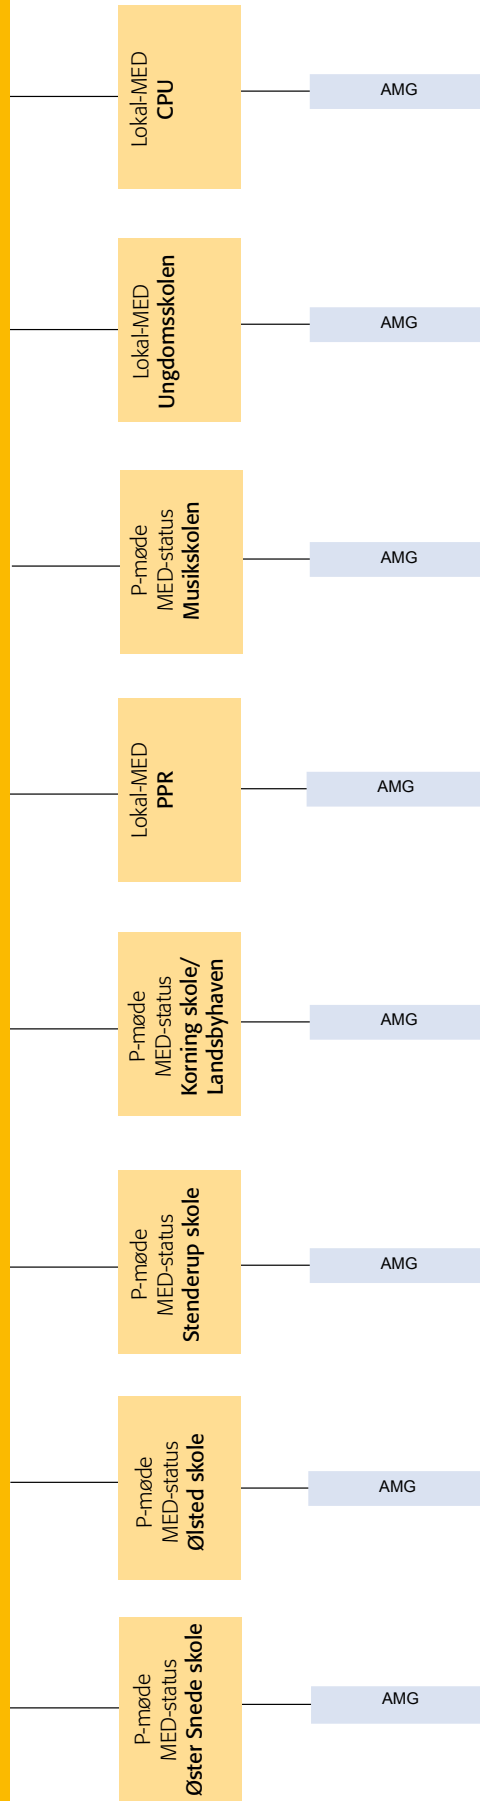 Lokal-MED
CPU
AMG
Lokal-MED
Ungdomsskolen
AMG
P-møde
MED-status
Musikskolen
AMG
Lokal-MED
PPR
AMG
P-møde
MED-status
Korning skole/
Landsbyhaven
AMG
P-møde
MED-status
Stenderup skole
AMG
P-møde
MED-status
Ølsted skole
AMG
P-møde
MED-status
Øster Snede skole
AMG